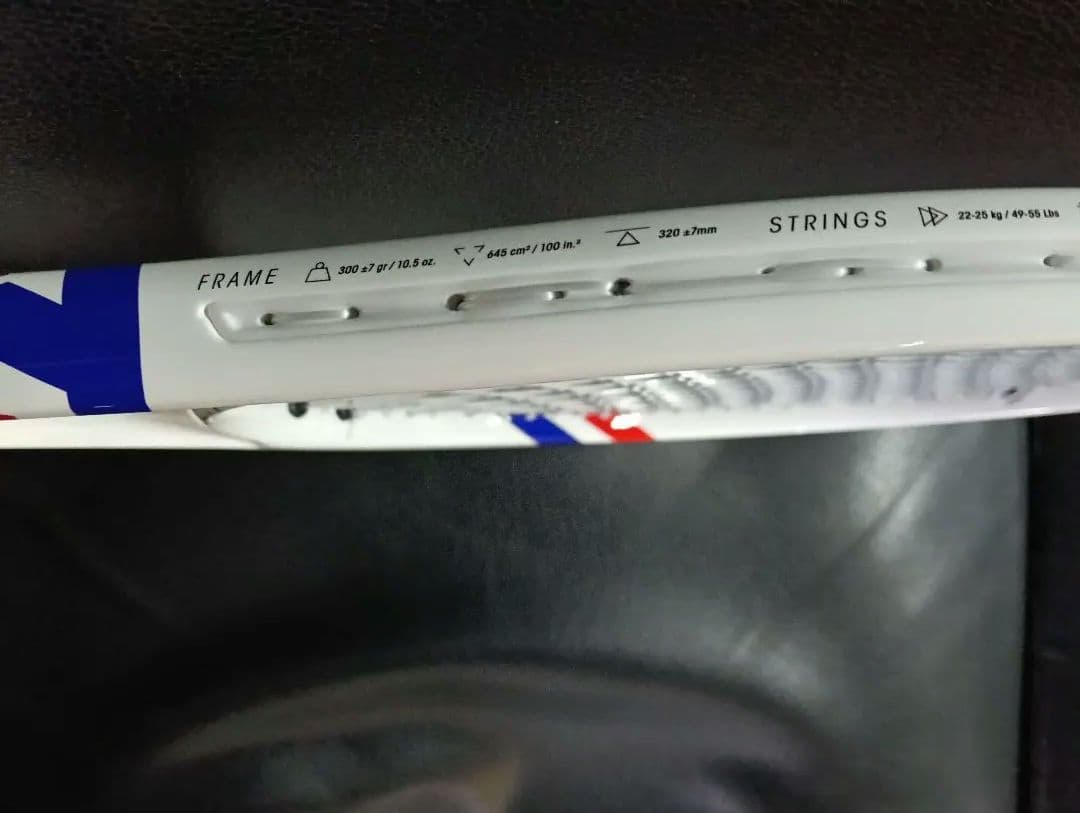 FRAME 300 ±7 gr / 10.5 oz. 645 cm² / 100 in.² 320 ±7mm STRINGS 22-25 kg / 49-55 Lbs